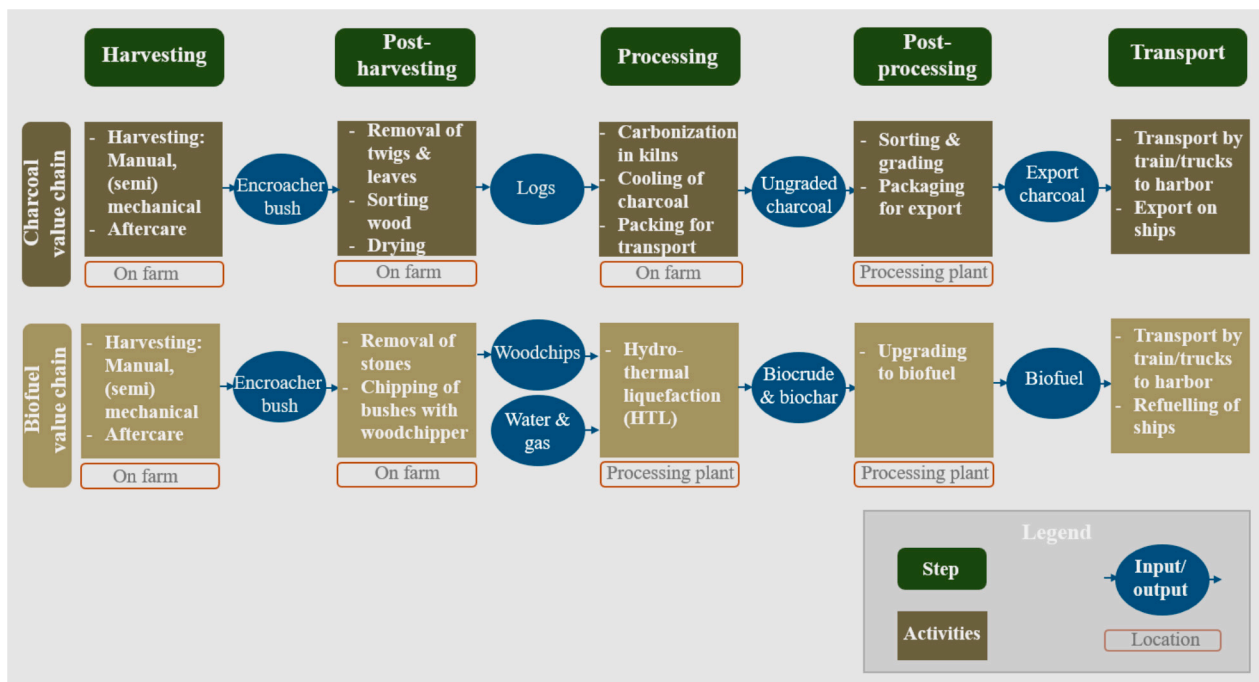 Harvesting
Post-
harvesting
Processing
Post-
processing
Transport
Charcoal
value chain
- Harvesting:
Manual,
(semi)
mechanical
- Aftercare
On farm
Encroacher
bush
- Removal of
twigs &
leaves
- Sorting
wood
- Drying
On farm
Logs
- Carbonization
in kilns
- Cooling of
charcoal
- Packing for
transport
On farm
Ungraded
charcoal
- Sorting &
grading
- Packaging
for export
Processing plant
Export
charcoal
- Transport by
train/trucks
to harbor
- Export on
ships
Biofuel
value chain
- Harvesting:
Manual,
(semi)
mechanical
- Aftercare
On farm
Encroacher
bush
- Removal of
stones
- Chipping of
bushes with
woodchipper
On farm
Woodchips
Water &
gas
- Hydro-
thermal
liquefaction
(HTL)
Processing plant
Biocrude
& biochar
- Upgrading
to biofuel
Processing plant
Biofuel
- Transport by
train/trucks
to harbor
- Refuelling of
ships
Legend
Step
Input/
output
Activities
Location